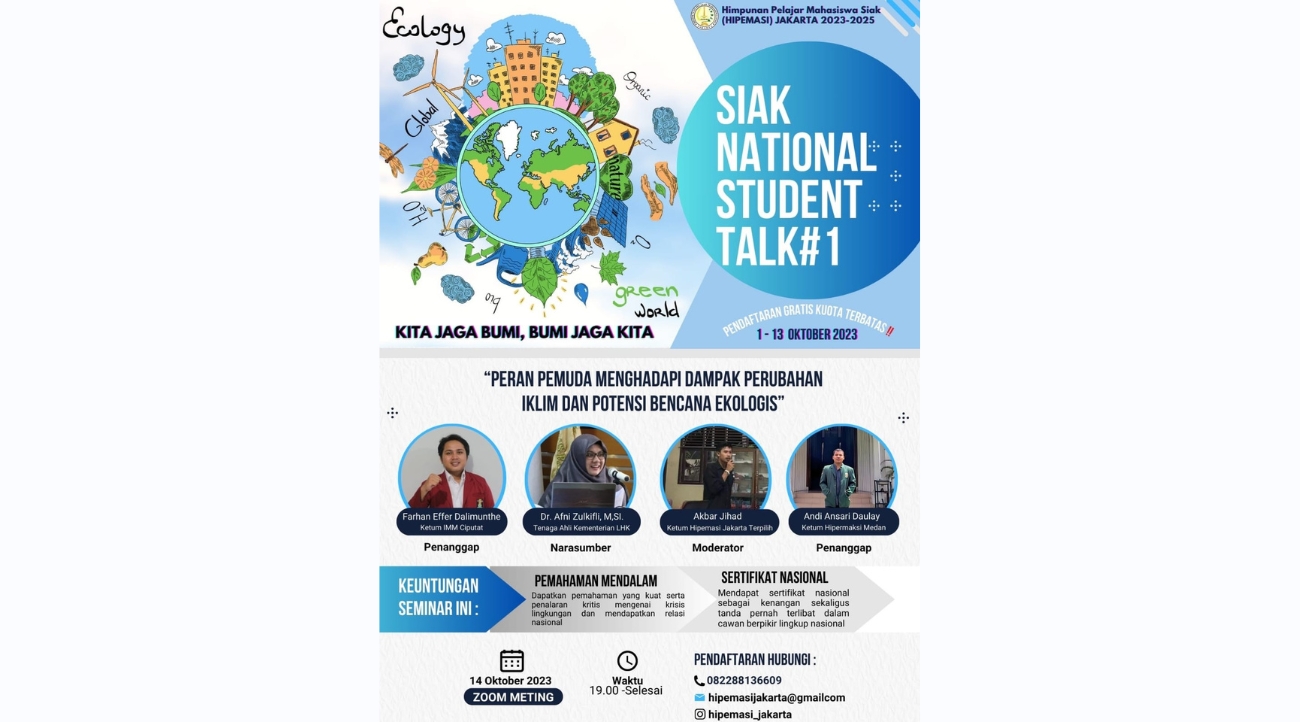 Ecology
Himpunan Pelajar Mahasiswa Siak
(HIPEMASI) JAKARTA 2023-2025
Organic
Global
nature
H2O
O2
bio
green
world
SIAK
NATIONAL
STUDENT
TALK#1
KITA JAGA BUMI, BUMI JAGA KITA
PENDAFTARAN GRATIS KUOTA TERBATAS!!
1 - 13 OKTOBER 2023
“PERAN PEMUDA MENGHADAPI DAMPAK PERUBAHAN
IKLIM DAN POTENSI BENCANA EKOLOGIS”
Farhan Effer Dalimunthe
Ketum IMM Ciputat
Penanggap
Dr. Afni Zulkifli, M,SI.
Tenaga Ahli Kementerian LHK
Narasumber
Akbar Jihad
Ketum Hipemasi Jakarta Terpilih
Moderator
Andi Ansari Daulay
Ketum Hipermaksi Medan
Penanggap
KEUNTUNGAN
SEMINAR INI :
PEMAHAMAN MENDALAM
Dapatkan pemahaman yang kuat serta
penalaran kritis mengenai krisis
lingkungan dan mendapatkan relasi
nasional
SERTIFIKAT NASIONAL
Mendapat sertifikat nasional
sebagai kenangan sekaligus
tanda pernah terlibat dalam
cawan berpikir lingkup nasional
14 Oktober 2023
ZOOM METING
Waktu
19.00 -Selesai
PENDAFTARAN HUBUNGI :
082288136609
hipemasijakarta@gmailcom
hipemasi_jakarta